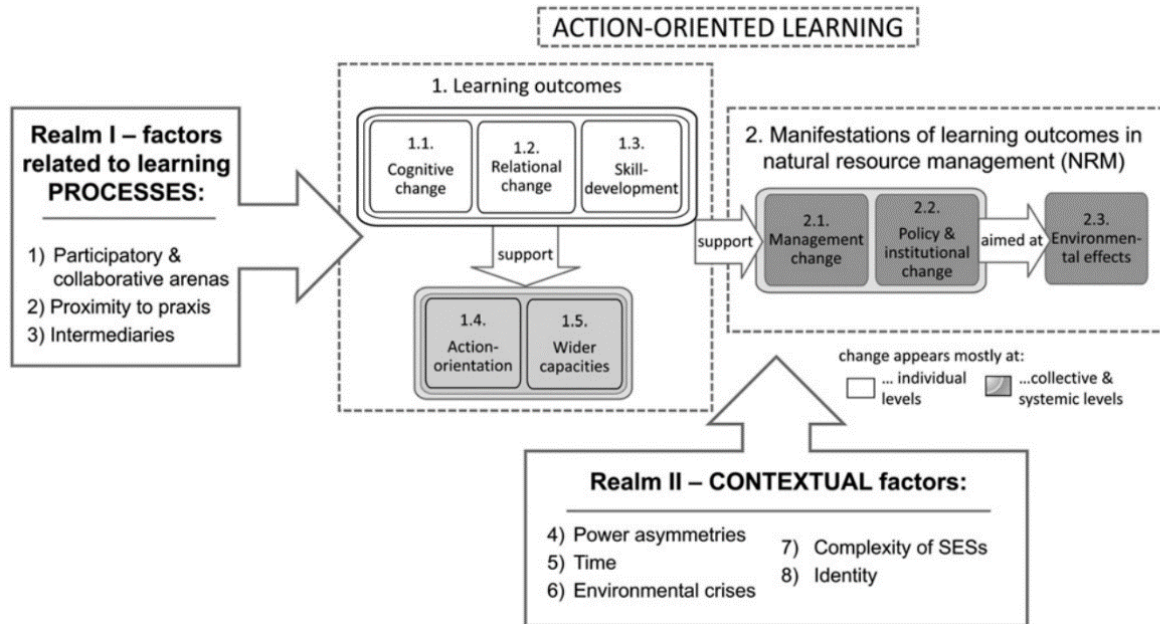 ACTION-ORIENTED LEARNING
Realm I – factors
related to learning
PROCESSES:
1) Participatory &
collaborative arenas
2) Proximity to praxis
3) Intermediaries
1. Learning outcomes
1.1.
Cognitive
change
1.2.
Relational
change
1.3.
Skill-
development
support
1.4.
Action-
orientation
1.5.
Wider
capacities
support
2. Manifestations of learning outcomes in
natural resource management (NRM)
2.1.
Management
change
2.2.
Policy &
institutional
change
aimed at
2.3.
Environmen-
tal effects
change appears mostly at:
... individual
levels
...collective &
systemic levels
Realm II – CONTEXTUAL factors:
4) Power asymmetries
5) Time
6) Environmental crises
7) Complexity of SESs
8) Identity